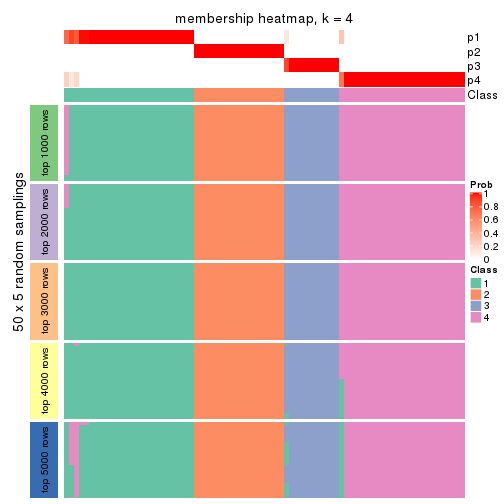 membership heatmap, k = 4
p1
p2
p3
p4
Class
50 x 5 random samplings
top 1000 rows
top 2000 rows
top 3000 rows
top 4000 rows
top 5000 rows
Prob
1
0.8
0.6
0.4
0.2
0
Class
1
2
3
4